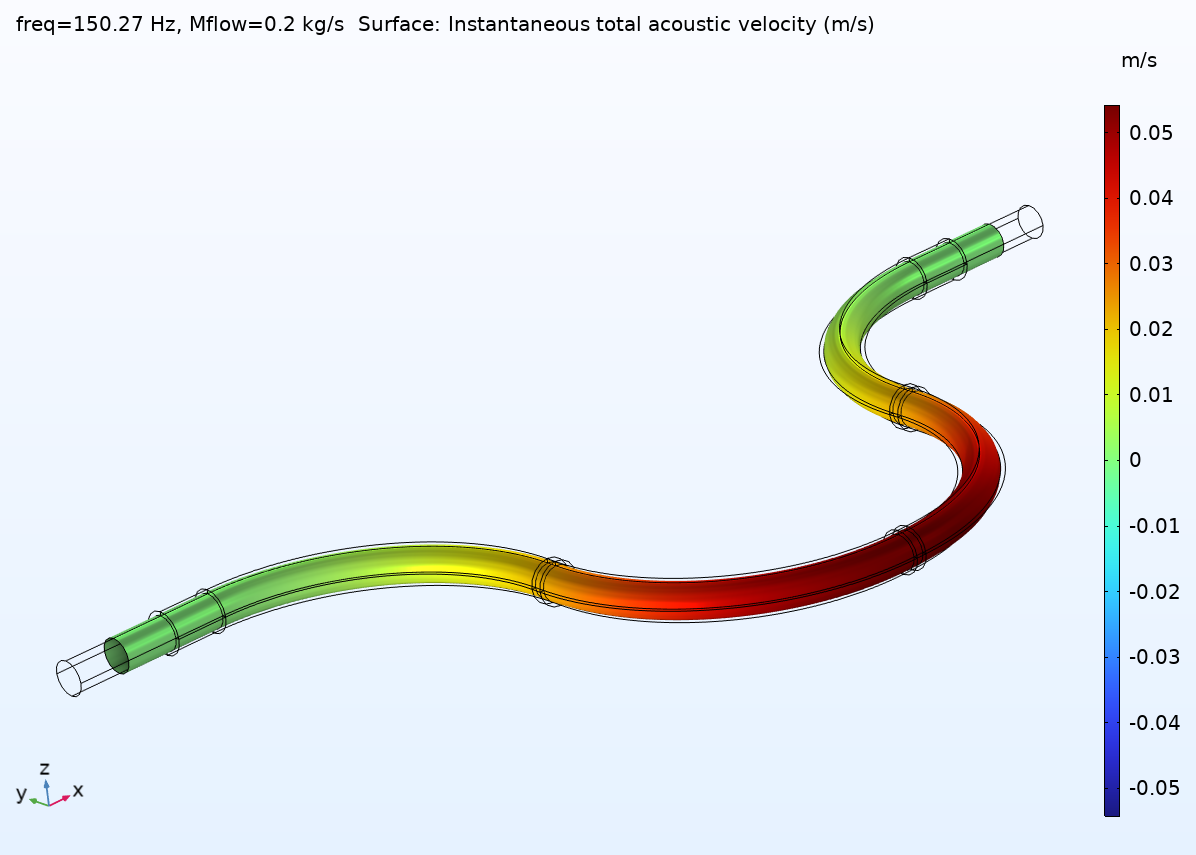 freq=150.27 Hz, Mflow=0.2 kg/s  Surface: Instantaneous total acoustic velocity (m/s)
m/s
0.05
0.04
0.03
0.02
0.01
0
-0.01
-0.02
-0.03
-0.04
-0.05
z
y
x